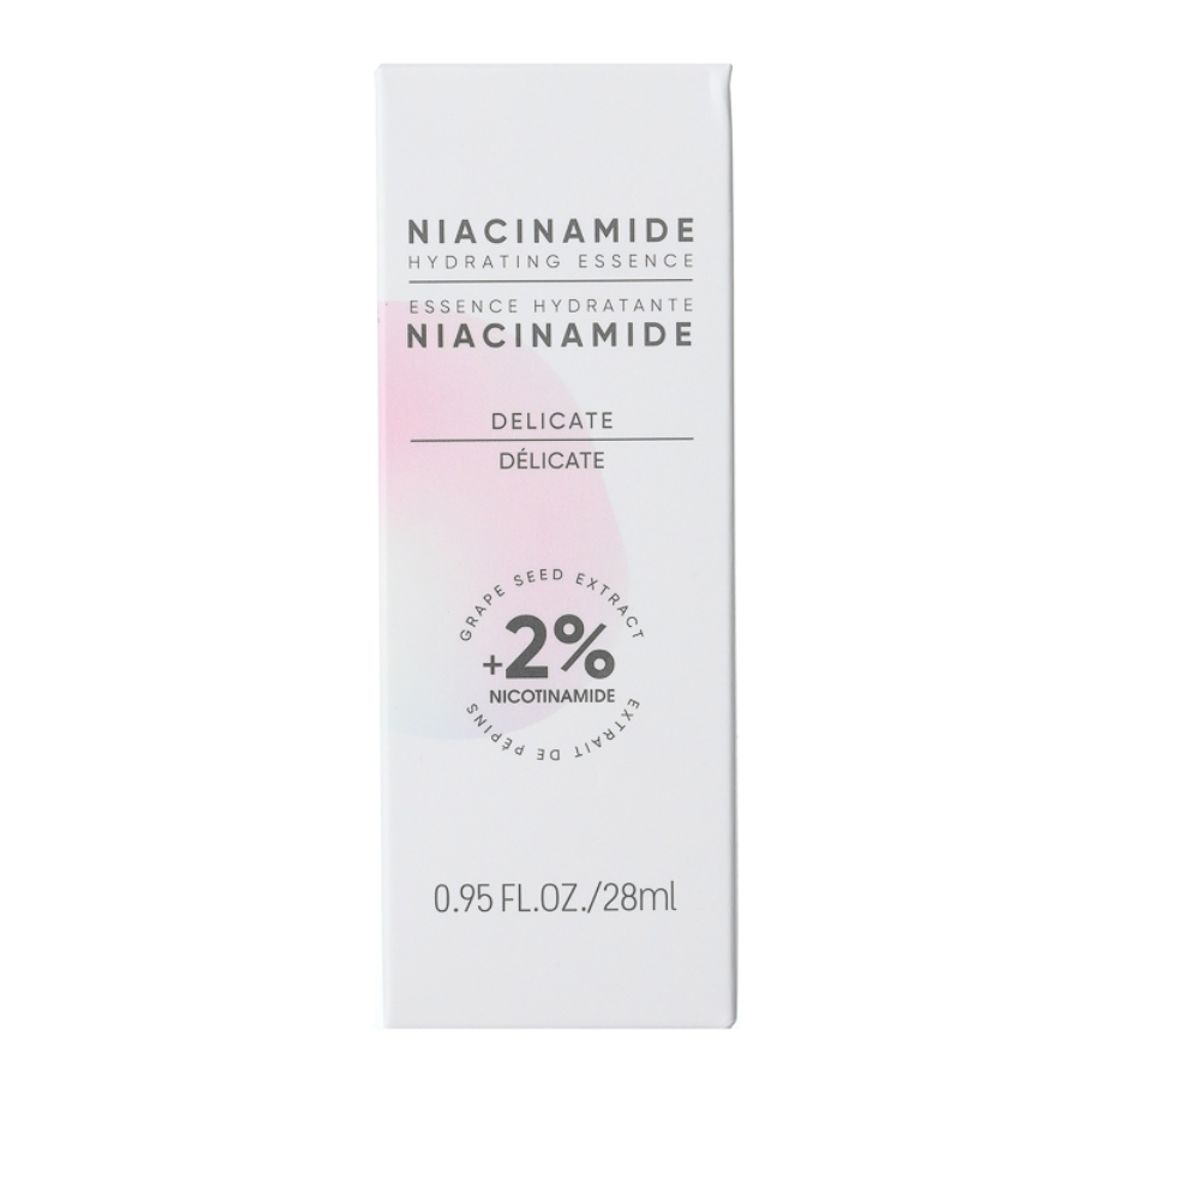 NIACINAMIDE
HYDRATING ESSENCE
ESSENCE HYDRATANTE
NIACINAMIDE
DELICATE
DÉLICATE
GRAPE SEED EXTRACT
+2%
NICOTINAMIDE
EXTRAIT DE PÉPINS
0.95 FL.OZ./28ml